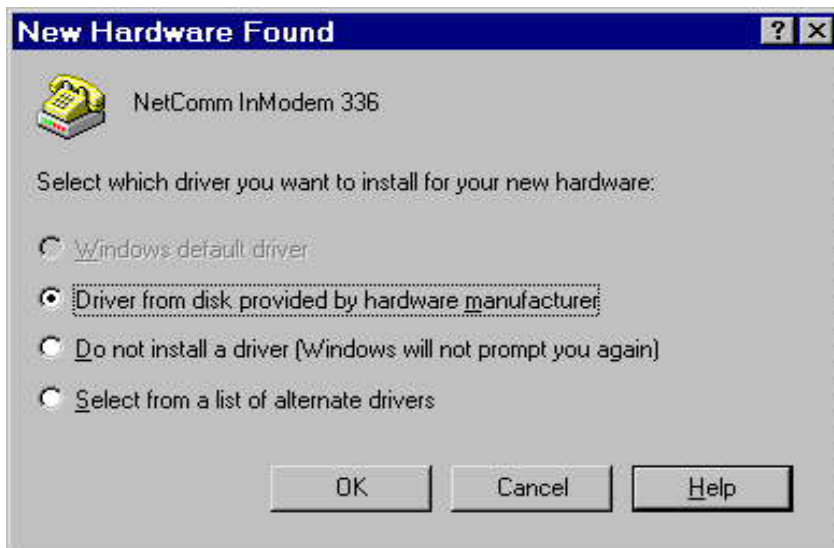 New Hardware Found
NetComm InModem 336
Select which driver you want to install for your new hardware:
Windows default driver
Driver from disk provided by hardware manufacturer
Do not install a driver (Windows will not prompt you again)
Select from a list of alternate drivers
OK Cancel Help